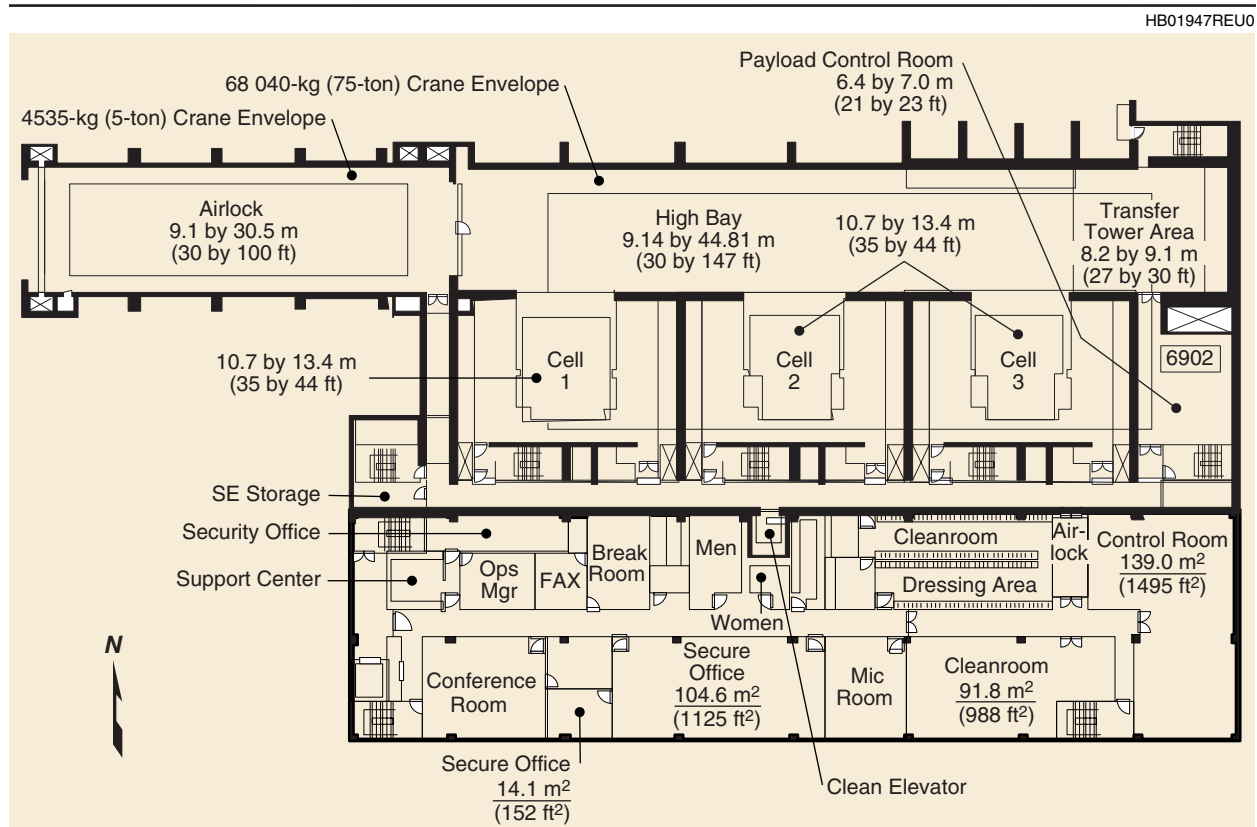 HB01947REU0
Payload Control Room
6.4 by 7.0 m
(21 by 23 ft)
68 040-kg (75-ton) Crane Envelope
4535-kg (5-ton) Crane Envelope
Airlock
9.1 by 30.5 m
(30 by 100 ft)
High Bay
9.14 by 44.81 m
(30 by 147 ft)
10.7 by 13.4 m
(35 by 44 ft)
Transfer
Tower Area
8.2 by 9.1 m
(27 by 30 ft)
10.7 by 13.4 m
(35 by 44 ft)
Cell
1
Cell
2
Cell
3
6902
SE Storage
Security Office
Support Center
Ops
Mgr
FAX
Break
Room
Men
Women
Cleanroom
Dressing Area
Air-
lock
Control Room
139.0 m²
(1495 ft²)
N
Conference
Room
Secure
Office
104.6 m²
(1125 ft²)
Mic
Room
Cleanroom
91.8 m²
(988 ft²)
Secure Office
14.1 m²
(152 ft²)
Clean Elevator